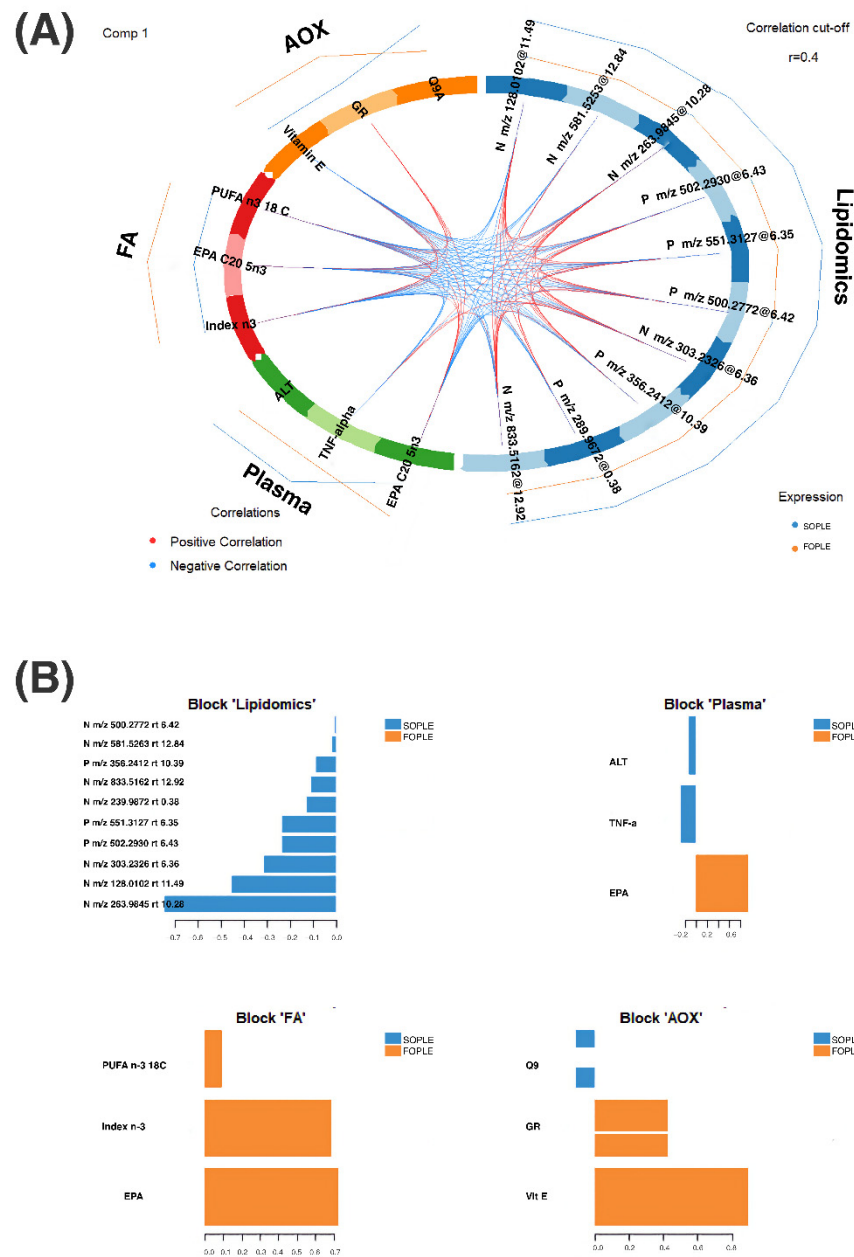 (A)
Comp 1
AOX
Correlation cut-off
r=0.4
N m/z 128.0102@11.49
N m/z 581.5253@12.84
N m/z 263.9845@10.28
P m/z 502.2930@6.43
P m/z 551.3127@6.35
P m/z 500.2772@6.42
N m/z 303.2326@6.36
P m/z 356.2412@10.39
P m/z 289.9672@0.38
N m/z 833.5162@12.92
Lipidomics
Q9A
GR
Vitamin E
PUFA n3 18 C
EPA C20 5n3
Index n3
FA
ALT
TNF-alpha
EPA C20 5n3
Plasma
Correlations
Positive Correlation
Negative Correlation
Expression
SOPLE
FOPLE
(B)
Block 'Lipidomics'
N m/z 500.2772 rt 6.42
N m/z 581.5263 rt 12.84
P m/z 356.2412 rt 10.39
N m/z 833.5162 rt 12.92
N m/z 239.9872 rt 0.38
P m/z 551.3127 rt 6.35
P m/z 502.2930 rt 6.43
N m/z 303.2326 rt 6.36
N m/z 128.0102 rt 11.49
N m/z 263.9845 rt 10.28
0.7 0.6 0.5 0.4 0.3 0.2 0.1 0.0
SOPLE
FOPLE
Block 'Plasma'
ALT
TNF-a
EPA
-0.2 0.2 0.6
SOPLE
FOPLE
Block 'FA'
PUFA n-3 18C
Index n-3
EPA
0.0 0.1 0.2 0.3 0.4 0.5 0.6 0.7
SOPLE
FOPLE
Block 'AOX'
Q9
GR
Vit E
0.0 0.2 0.4 0.6 0.8
SOPL
FOPL